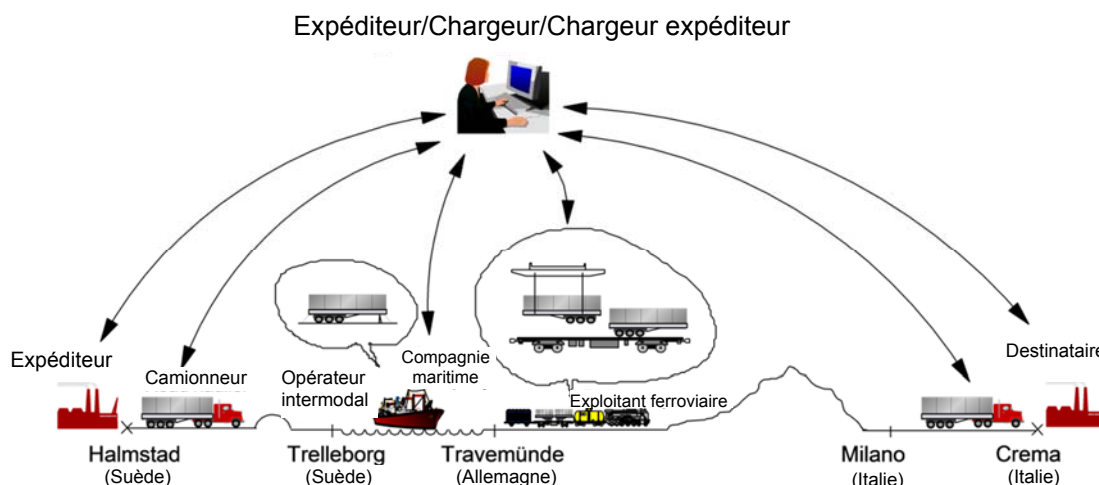 Expéditeur/Chargeur/Chargeur expéditeur
Expéditeur
Camionneur
Opérateur
intermodal
Compagnie
maritime
Exploitant ferroviaire
Destinataire
Halmstad
(Suède)
Trelleborg
(Suède)
Travemünde
(Allemagne)
Milano
(Italie)
Crema
(Italie)